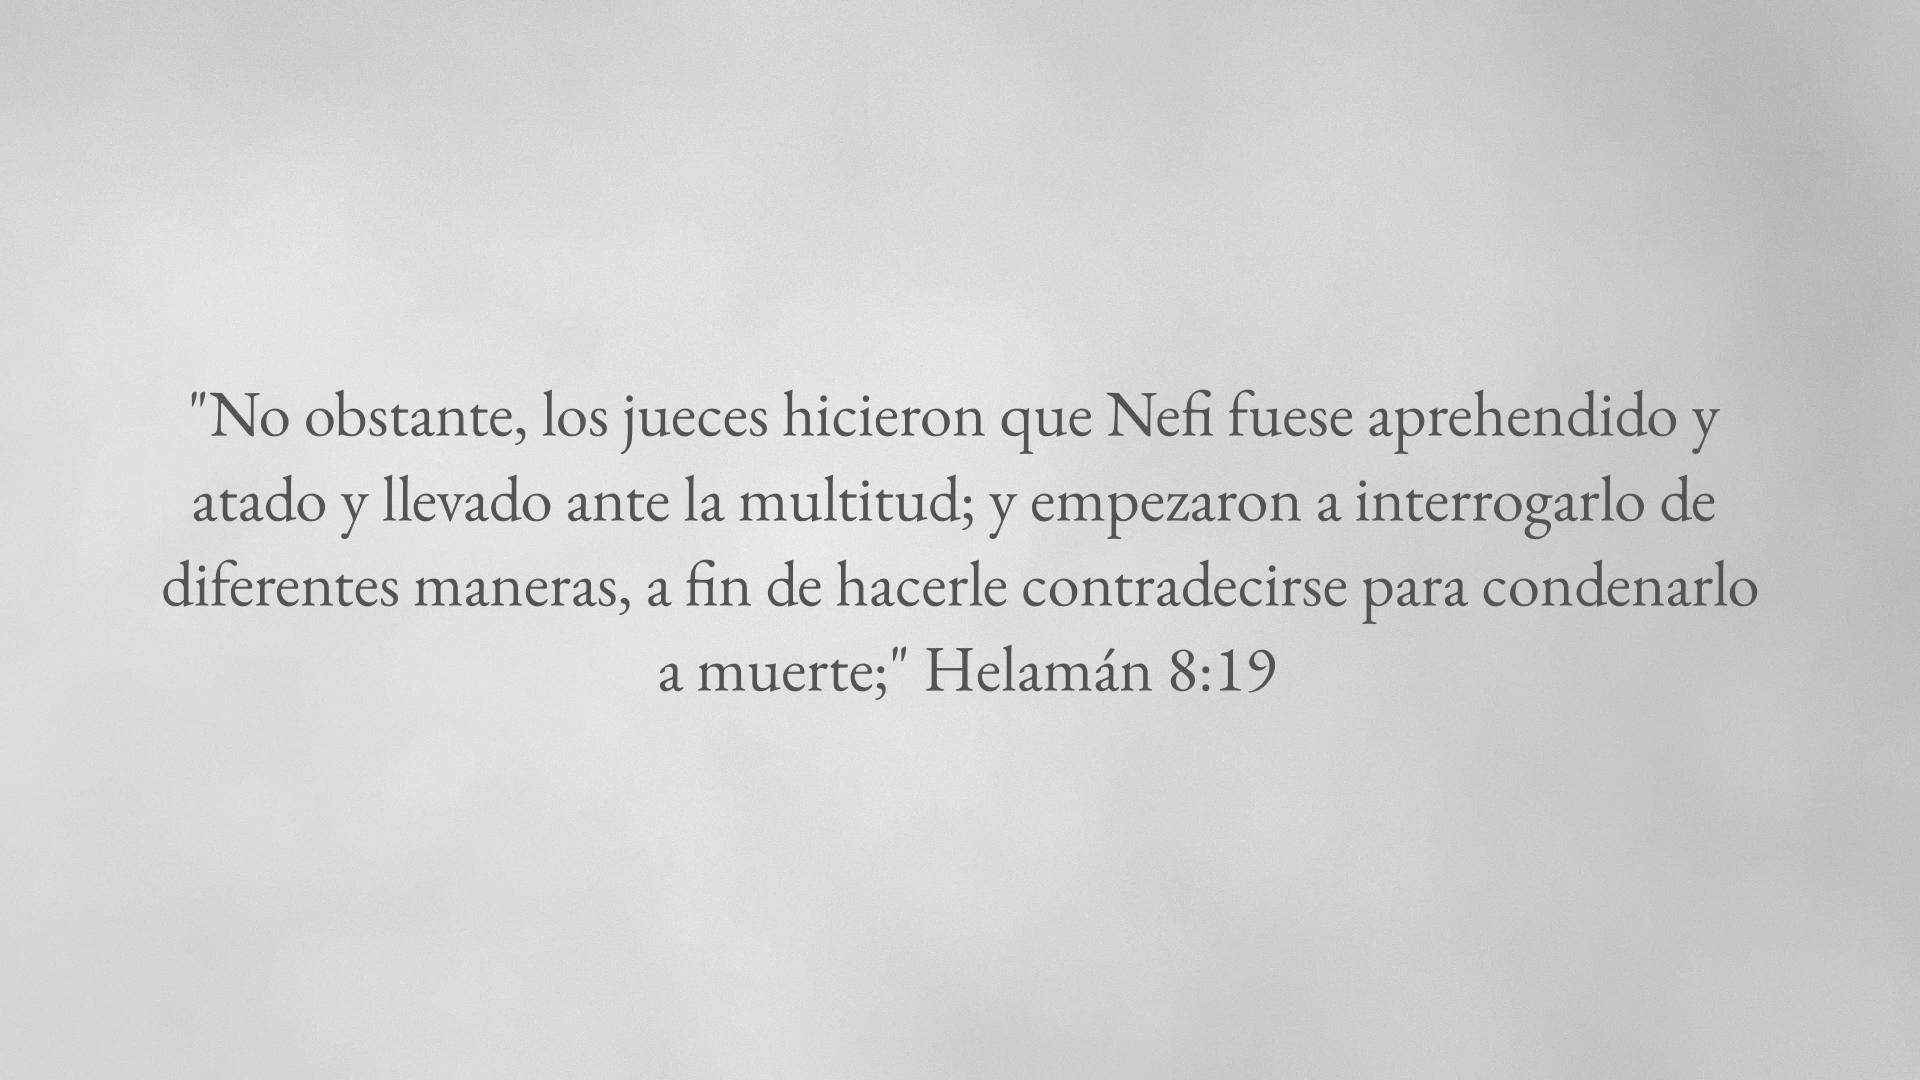 "No obstante, los jueces hicieron que Nefi fuese aprehendido y
atado y llevado ante la multitud; y empezaron a interrogarlo de
diferentes maneras, a fin de hacerle contradecirse para condenarlo
a muerte;" Helamán 8:19